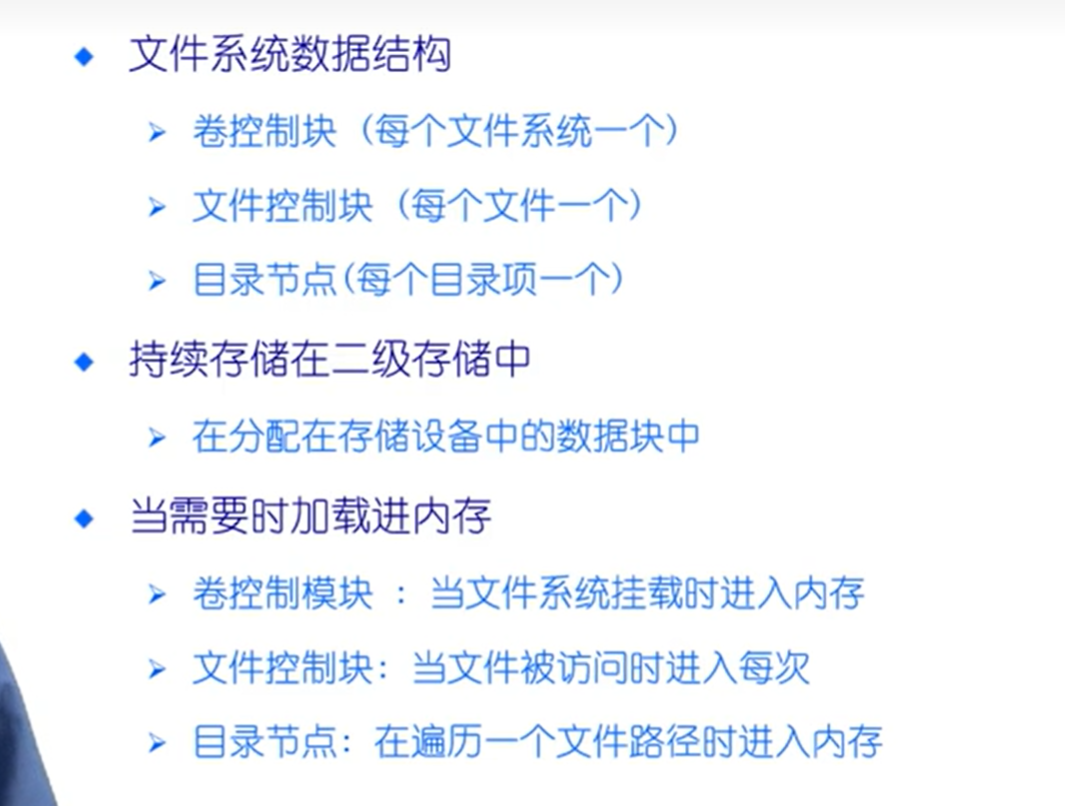 文件系统数据结构
卷控制块（每个文件系统一个）
文件控制块（每个文件一个）
目录节点(每个目录项一个）
持续存储在二级存储中
在分配在存储设备中的数据块中
当需要时加载进内存
卷控制模块 ：当文件系统挂载时进入内存
文件控制块：当文件被访问时进入每次
目录节点：在遍历一个文件路径时进入内存